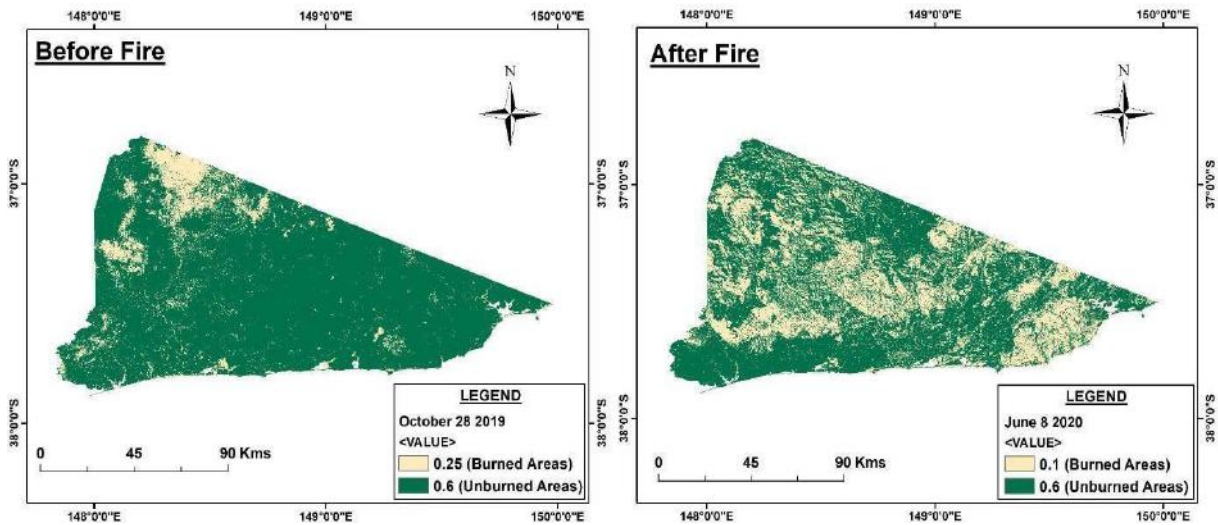 148°0'0"E 149°0'0"E 150°0'0"E
Before Fire
N
37°0'0"S
37°0'0"S
38°0'0"S
38°0'0"S
LEGEND
October 28 2019
<VALUE>
0.25 (Burned Areas)
0.6 (Unburned Areas)
0 45 90 Kms
148°0'0"E 149°0'0"E 150°0'0"E
148°0'0"E 149°0'0"E 150°0'0"E
After Fire
N
37°0'0"S
37°0'0"S
38°0'0"S
38°0'0"S
LEGEND
June 8 2020
<VALUE>
0.1 (Burned Areas)
0.6 (Unburned Areas)
0 45 90 Kms
148°0'0"E 149°0'0"E 150°0'0"E